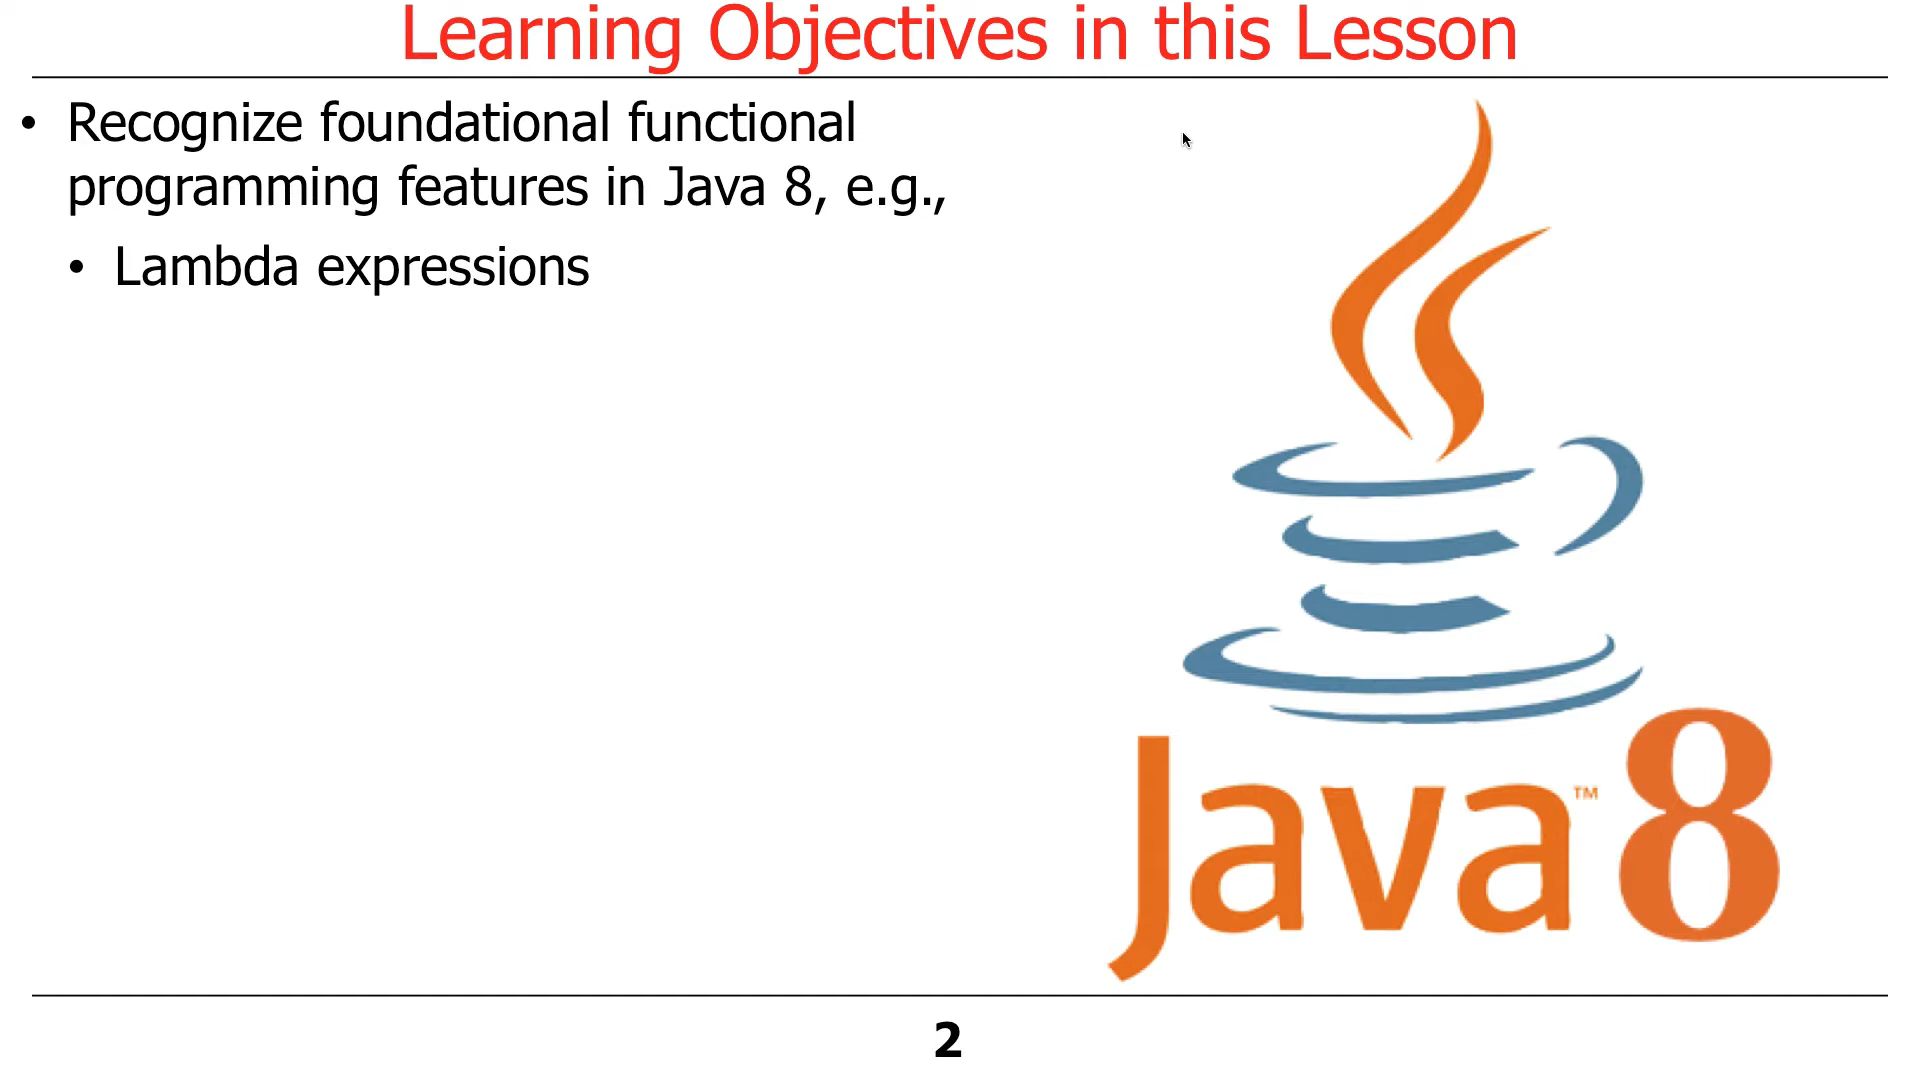 Learning Objectives in this Lesson
• Recognize foundational functional
programming features in Java 8, e.g.,
• Lambda expressions
Java™ 8
2